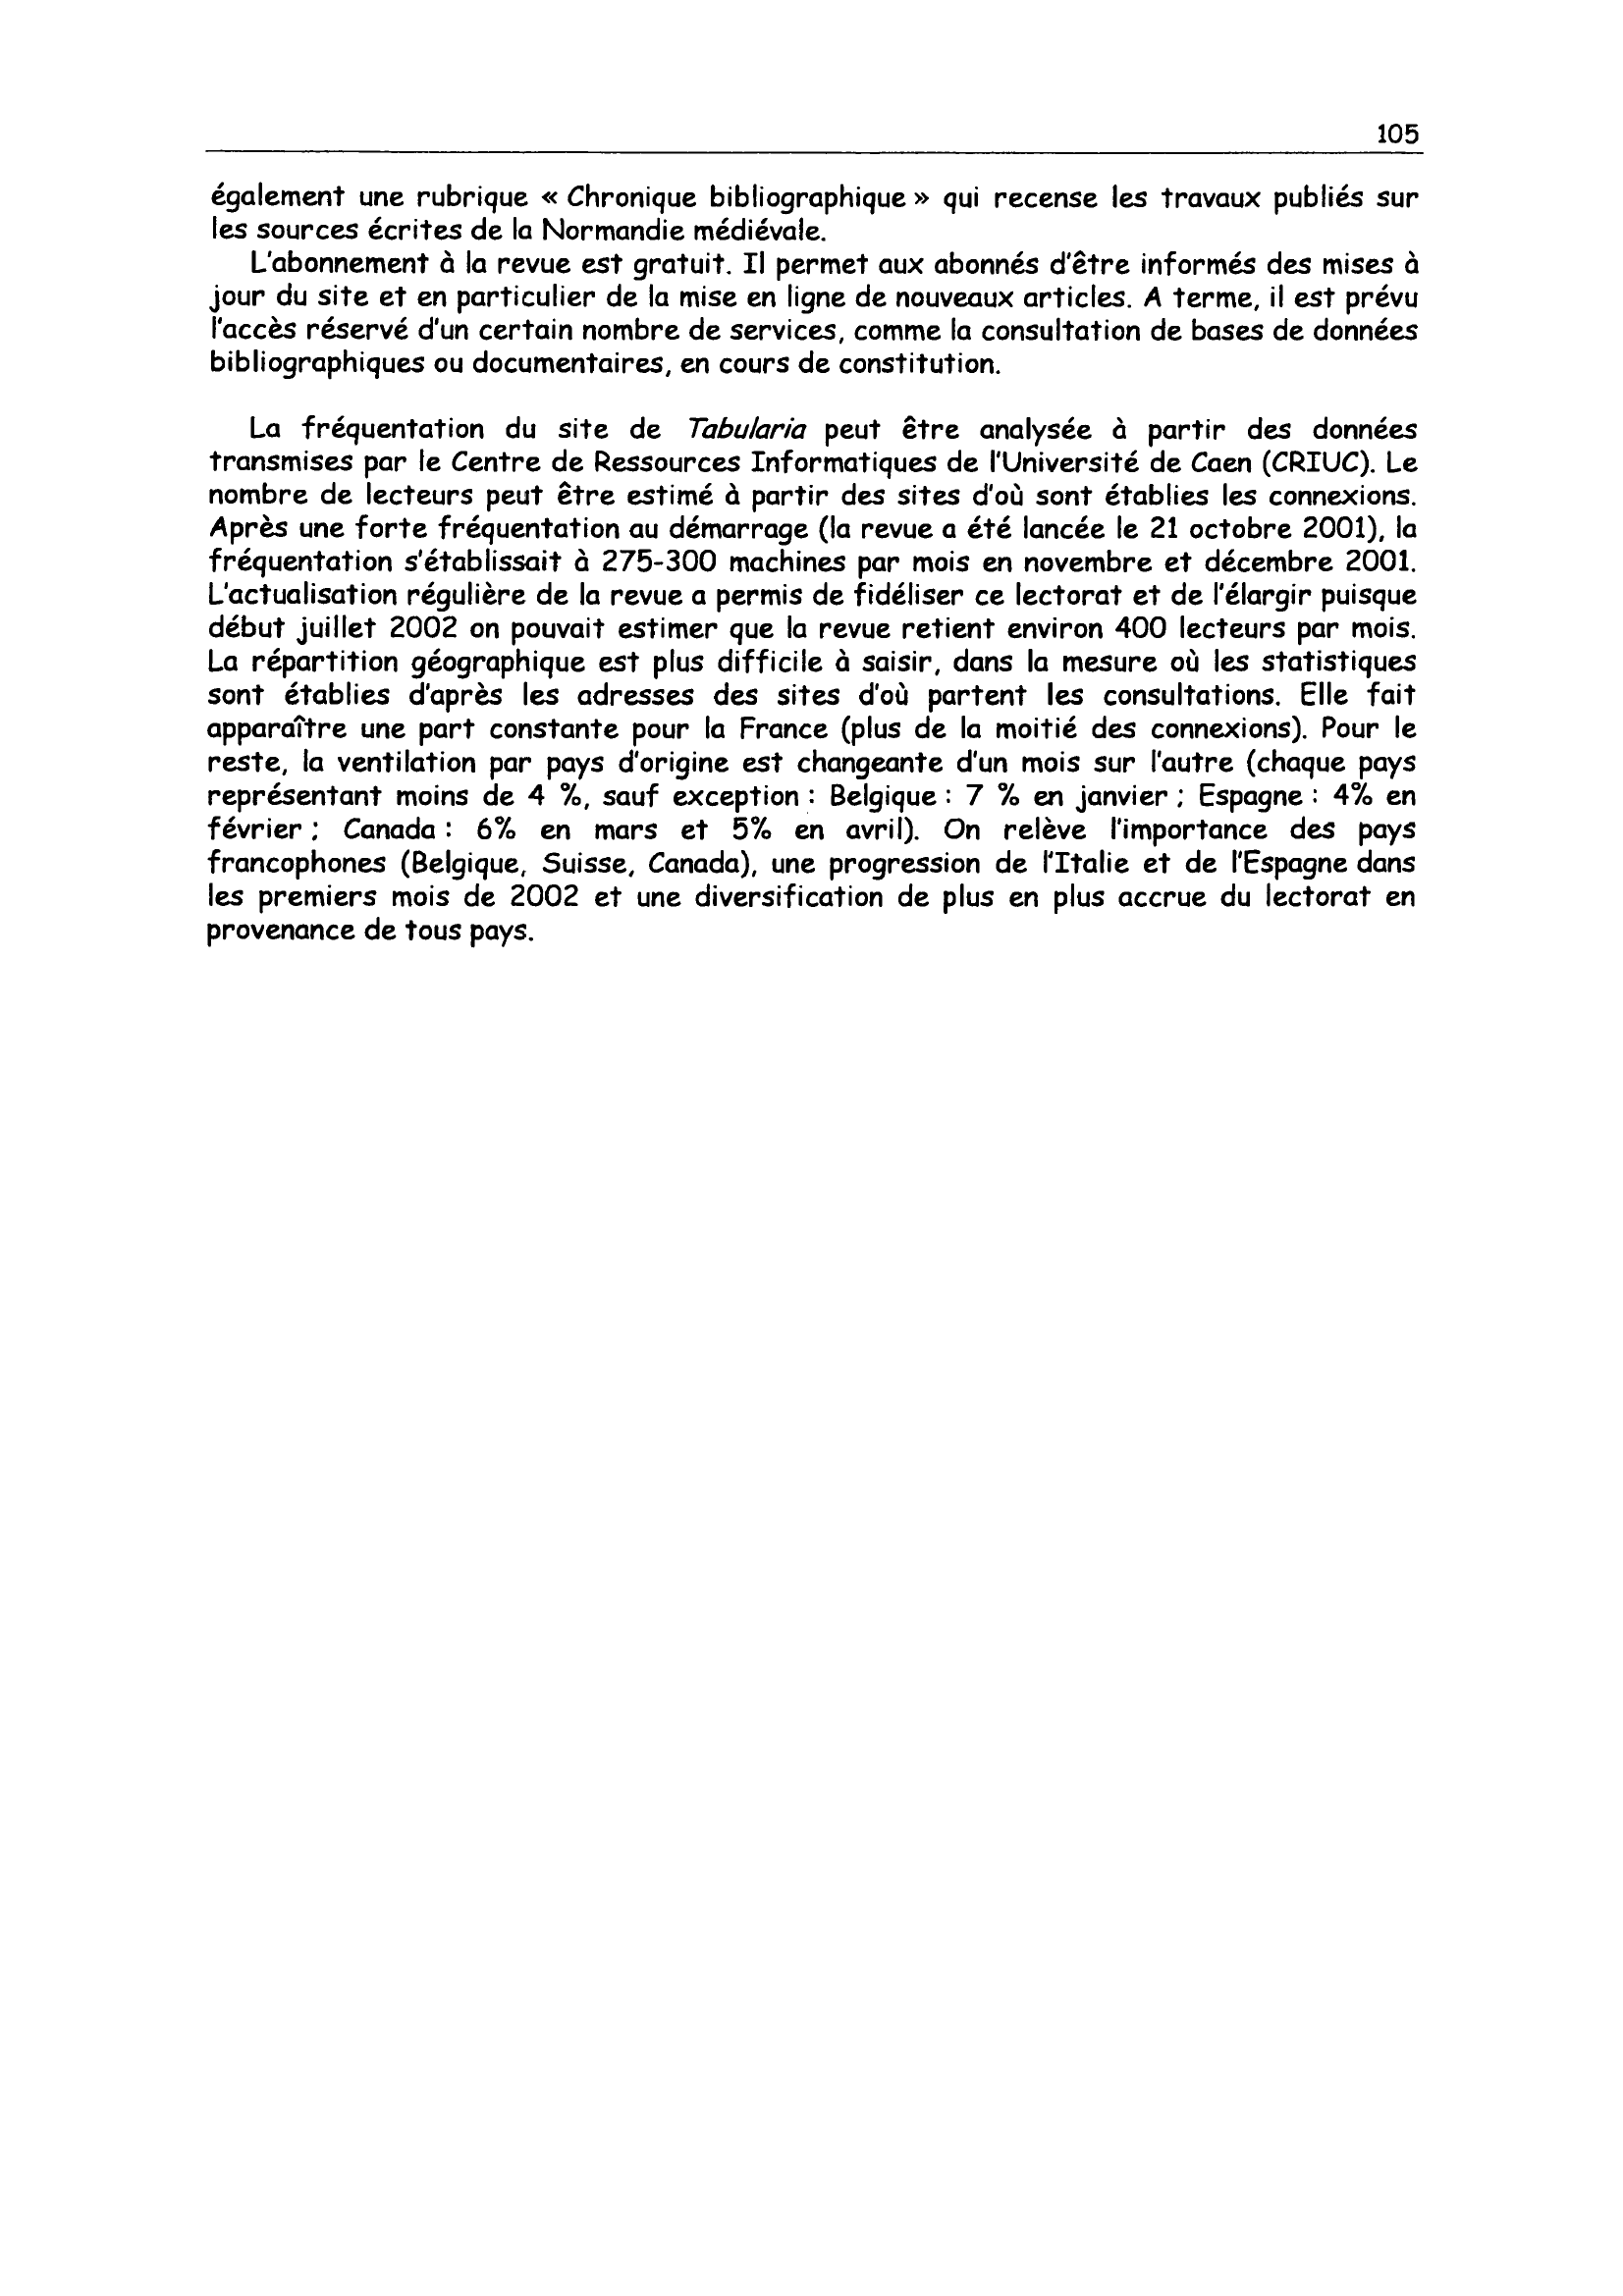 105
également une rubrique « Chronique bibliographique » qui recense les travaux publiés sur
les sources écrites de la Normandie médiévale.
L'abonnement à la revue est gratuit. Il permet aux abonnés d'être informés des mises à
jour du site et en particulier de la mise en ligne de nouveaux articles. A terme, il est prévu
l'accès réservé d'un certain nombre de services, comme la consultation de bases de données
bibliographiques ou documentaires, en cours de constitution.
La fréquentation du site de Tabularia peut être analysée à partir des données
transmises par le Centre de Ressources Informatiques de l'Université de Caen (CRIUC). Le
nombre de lecteurs peut être estimé à partir des sites d'où sont établies les connexions.
Après une forte fréquentation au démarrage (la revue a été lancée le 21 octobre 2001), la
fréquentation s'établissait à 275-300 machines par mois en novembre et décembre 2001.
L'actualisation régulière de la revue a permis de fidéliser ce lectorat et de l'élargir puisque
début juillet 2002 on pouvait estimer que la revue retient environ 400 lecteurs par mois.
La répartition géographique est plus difficile à saisir, dans la mesure où les statistiques
sont établies d'après les adresses des sites d'où partent les consultations. Elle fait
apparaître une part constante pour la France (plus de la moitié des connexions). Pour le
reste, la ventilation par pays d'origine est changeante d'un mois sur l'autre (chaque pays
représentant moins de 4 %, sauf exception : Belgique : 7 % en janvier ; Espagne : 4% en
février ; Canada : 6% en mars et 5% en avril). On relève l'importance des pays
francophones (Belgique, Suisse, Canada), une progression de l'Italie et de l'Espagne dans
les premiers mois de 2002 et une diversification de plus en plus accrue du lectorat en
provenance de tous pays.